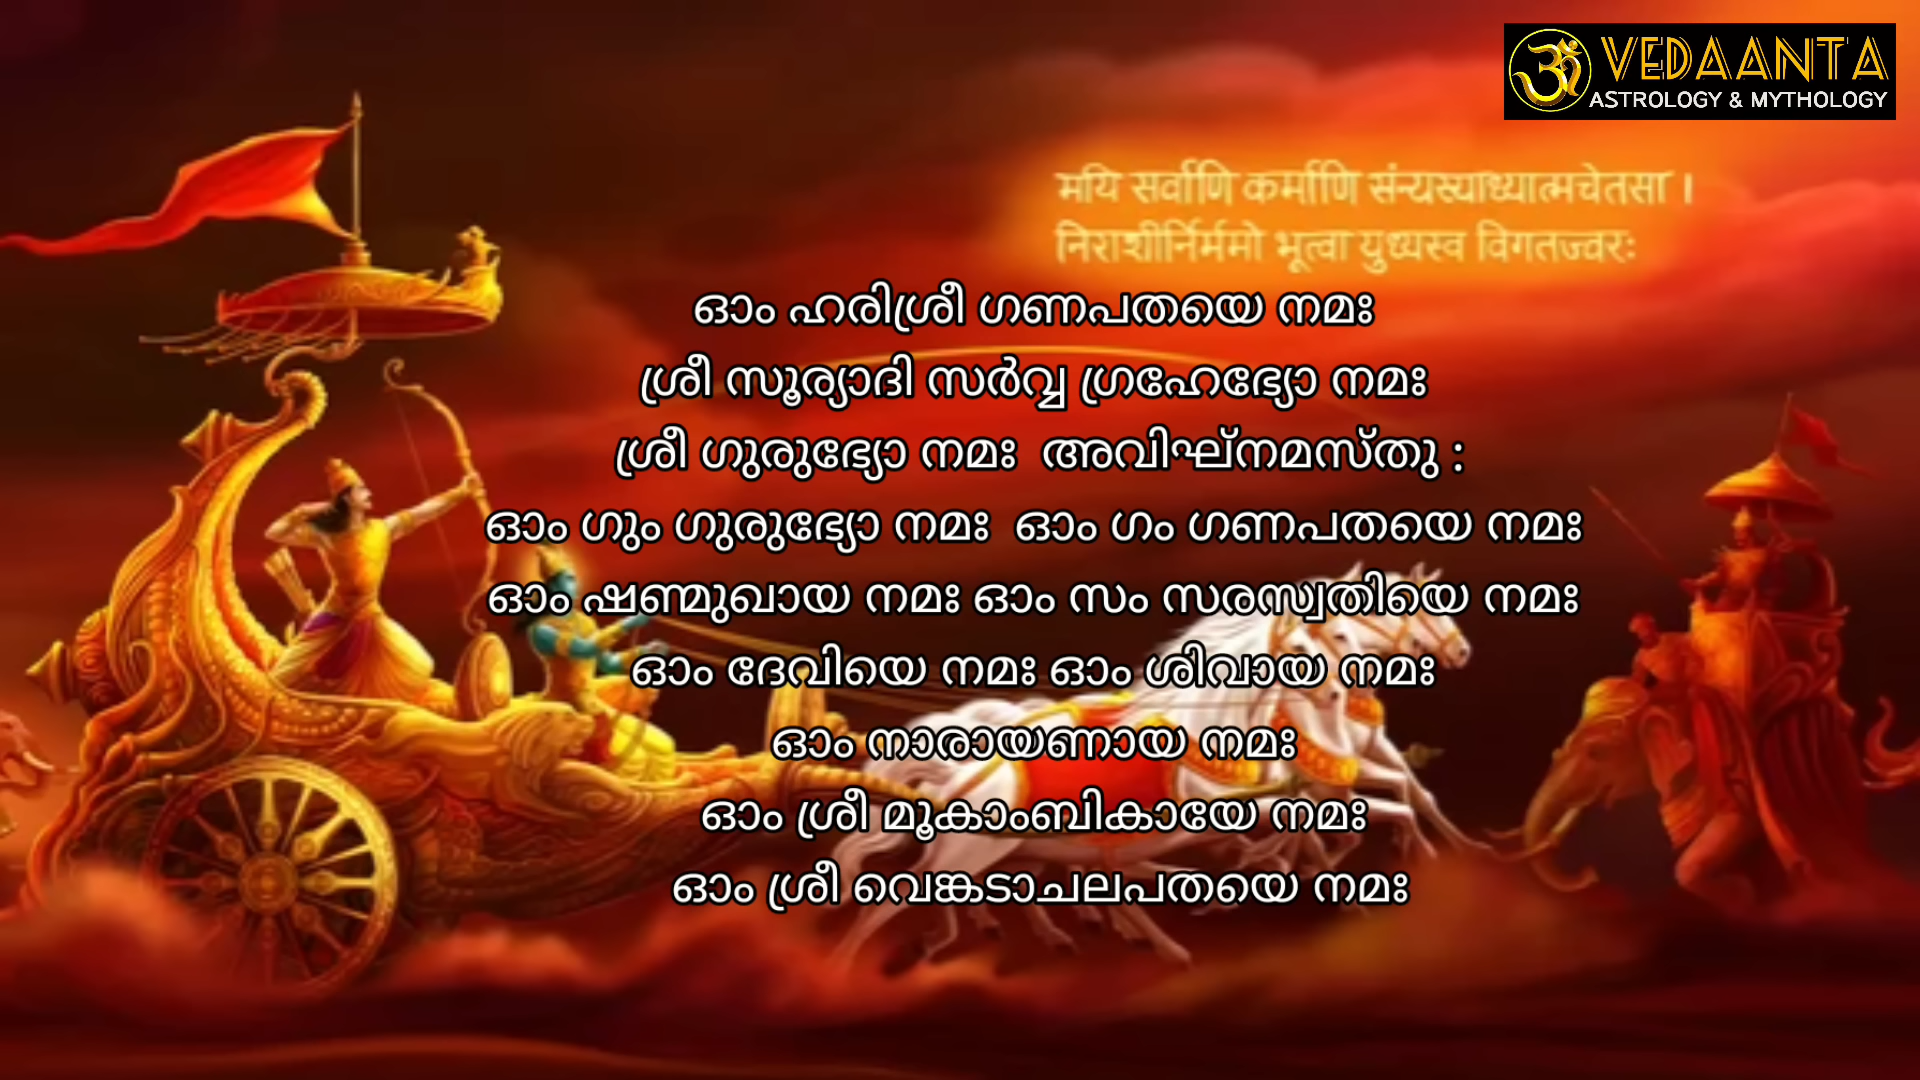 VEDAANTA
ASTROLOGY & MYTHOLOGY
मयि सर्वाणि कर्माणि संन्यस्याध्यात्मचेतसा ।
निराशीर्निर्ममो भूत्वा युध्यस्व विगतज्वरः
ഓം ഹരിശ്രീ ഗണപതയെ നമഃ
ശ്രീ സൂര്യാദി സർവ്വ ഗ്രഹേഭ്യോ നമഃ
ശ്രീ ഗുരുഭ്യോ നമഃ അവിഘ്നമസ്തു :
ഓം ഗും ഗുരുഭ്യോ നമഃ ഓം ഗം ഗണപതയെ നമഃ
ഓം ഷണ്മുഖായ നമഃ ഓം സം സരസ്വതിയെ നമഃ
ഓം ദേവിയെ നമഃ ഓം ശിവായ നമഃ
ഓം നാരായണായ നമഃ
ഓം ശ്രീ മൂകാംബികായേ നമഃ
ഓം ശ്രീ വെങ്കടാചലപതയെ നമഃ